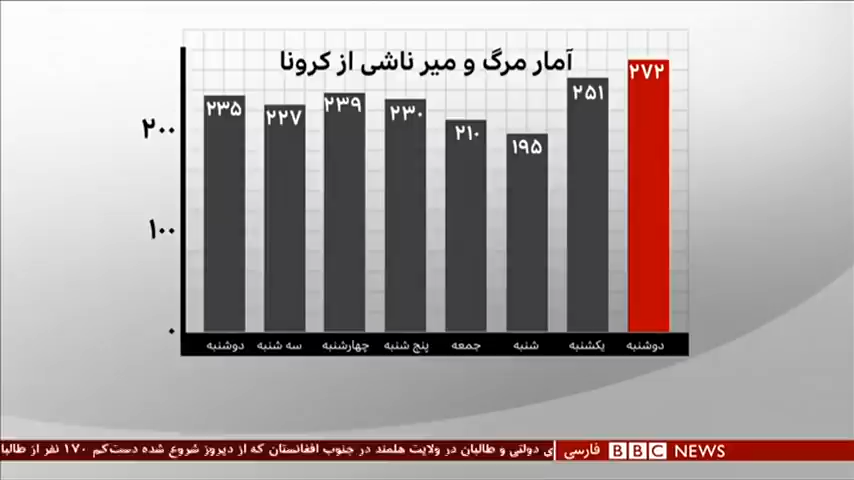 آمار مرگ و میر ناشی از کرونا
۲۳۵ ۲۲۷ ۲۳۹ ۲۳۰ ۲۱۰ ۱۹۵ ۲۵۱ ۲۷۲
۲۰۰
۱۰۰
۰
دوشنبه سه شنبه چهارشنبه پنج شنبه جمعه شنبه یکشنبه دوشنبه
BBC NEWS فارسی
ی دولتی و طالبان در ولایت هلمند در جنوب افغانستان که از دیروز شروع شده دست‌کم ۱۷۰ نفر از طالبا